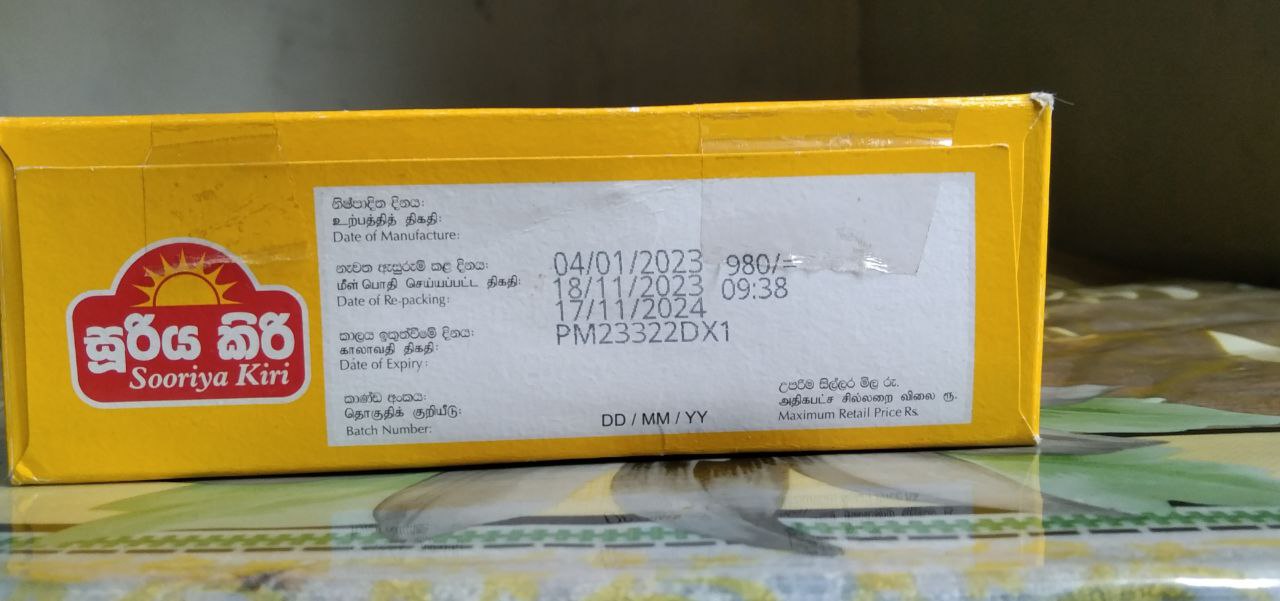 සූරිය කිරි
Sooriya Kiri
නිෂ්පාදිත දිනය:
உற்பத்தித் திகதி:
Date of Manufacture:
නැවත ඇසුරුම් කළ දිනය:
மீள் பொதி செய்யப்பட்ட திகதி:
Date of Re-packing:
කාලය ඉකුත්වීමේ දිනය:
காலாவதி திகதி:
Date of Expiry:
කාණ්ඩ අංකය:
தொகுதிக் குறியீடு:
Batch Number:
04/01/2023 980/=
18/11/2023 09:38
17/11/2024
PM23322DX1
DD / MM / YY
උපරිම සිල්ලර මිල රු.
அதிகபட்ச சில்லறை விலை ரூ.
Maximum Retail Price Rs.